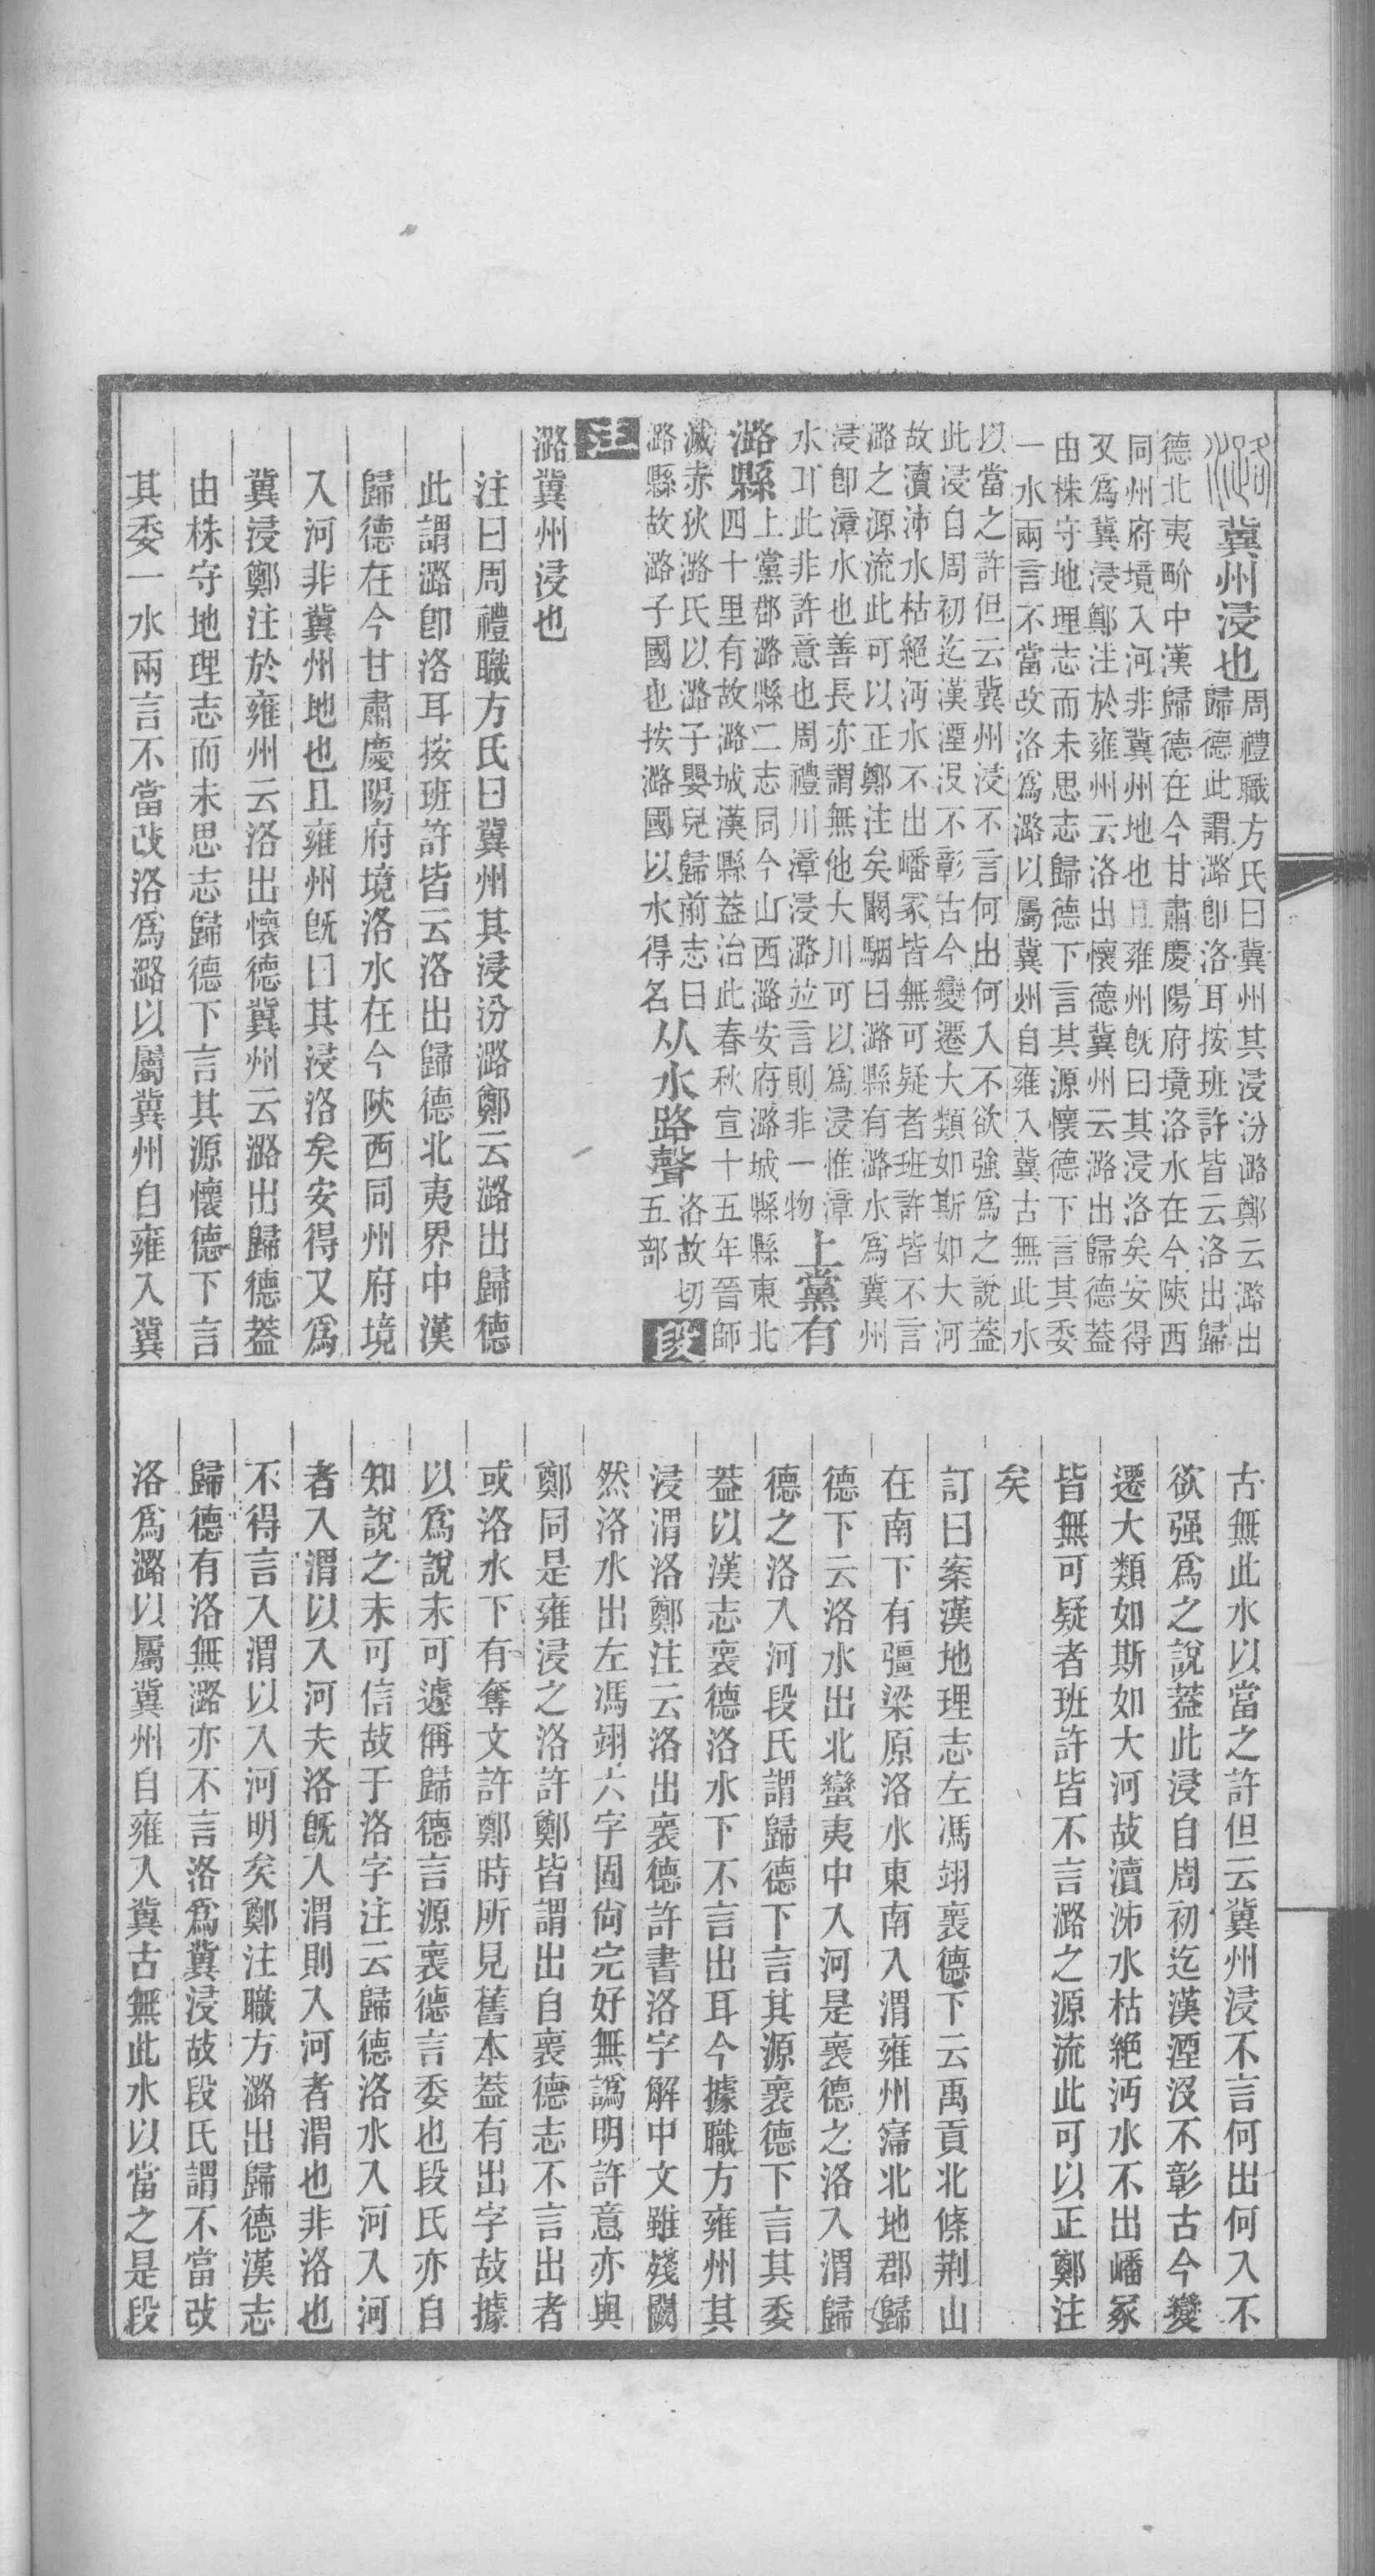 潞冀州浸也周禮職方氏曰冀州其浸汾潞鄭云潞出
歸德此謂潞卽洛耳按班許皆云洛出歸
德北夷畍中漢歸德在今甘肅慶陽府境洛水在今陜西
同州府境入河非冀州地也且雍州旣曰其浸洛矣安得
又爲冀浸鄭注於雍州云洛出懷德冀州云潞出歸德葢
由株守地理志而未思志歸德下言其源懷德下言其委
一水兩言不當改洛爲潞以屬冀州自雍入冀古無此水
以當之許但云冀州浸不言何出何入不欲強爲之說葢
此浸自周初迄漢湮沒不彰古今變遷大類如斯如大河
故瀆沛水枯絕沔水不出嶓冢皆無可疑者班許皆不言
潞之源流此可以正鄭注矣闞駰曰潞縣有潞水爲冀州
浸卽漳水也善長亦謂無他大川可以爲浸惟漳
水耳此非許意也周禮川漳浸潞竝言則非一物上黨有
潞縣上黨郡潞縣二志同今山西潞安府潞城縣縣東北
四十里有故潞城漢縣葢治此春秋宣十五年晉師
滅赤狄潞氏以潞子嬰兒歸前志曰
潞縣故潞子國也按潞國以水得名从水路聲洛故切
五部段
注
潞冀州浸也
注曰周禮職方氏曰冀州其浸汾潞鄭云潞出歸德
此謂潞卽洛耳按班許皆云洛出歸德北夷界中漢
歸德在今甘肅慶陽府境洛水在今陜西同州府境
入河非冀州地也且雍州旣曰其浸洛矣安得又爲
冀浸鄭注於雍州云洛出懷德冀州云潞出歸德葢
由株守地理志而未思志歸德下言其源懷德下言
其委一水兩言不當改洛爲潞以屬冀州自雍入冀
古無此水以當之許但云冀州浸不言何出何入不
欲强爲之說葢此浸自周初迄漢湮沒不彰古今變
遷大類如斯如大河故瀆沛水枯絕沔水不出嶓冢
皆無可疑者班許皆不言潞之源流此可以正鄭注
矣
訂曰案漢地理志左馮翊褱德下云禹貢北條荆山
在南下有彊梁原洛水東南入渭雍州寖北地郡歸
德下云洛水出北蠻夷中入河是褱德之洛入渭歸
德之洛入河段氏謂歸德下言其源褱德下言其委
葢以漢志褱德洛水下不言出耳今據職方雍州其
浸渭洛鄭注云洛出褱德許書洛字解中文雖殘闕
然洛水出左馮翊六字固尙完好無譌明許意亦與
鄭同是雍浸之洛許鄭皆謂出自褱德志不言出者
或洛水下有奪文許鄭時所見舊本葢有出字故據
以爲說未可遽偁歸德言源褱德言委也段氏亦自
知說之未可信故于洛字注云歸德洛水入河入河
者入渭以入河夫洛旣入渭則入河者渭也非洛也
不得言入渭以入河明矣鄭注職方潞出歸德漢志
歸德有洛無潞亦不言洛爲冀浸故段氏謂不當改
洛爲潞以屬冀州自雍入冀古無此水以當之是段